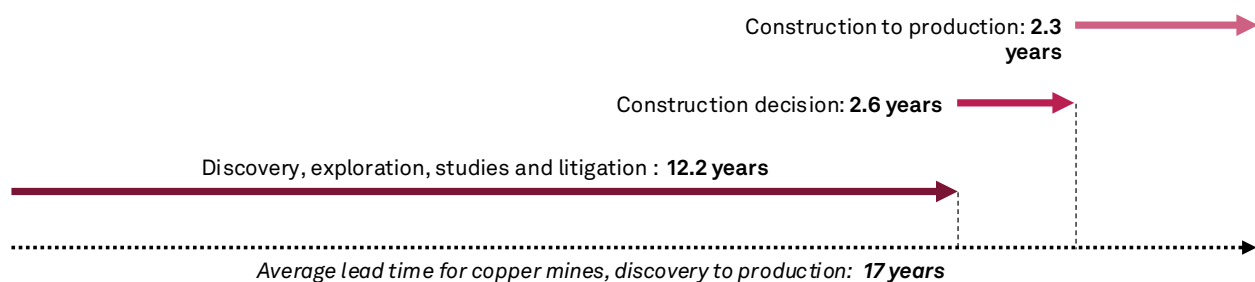 Construction to production: 2.3
years
Construction decision: 2.6 years
Discovery, exploration, studies and litigation : 12.2 years
Average lead time for copper mines, discovery to production: 17 years